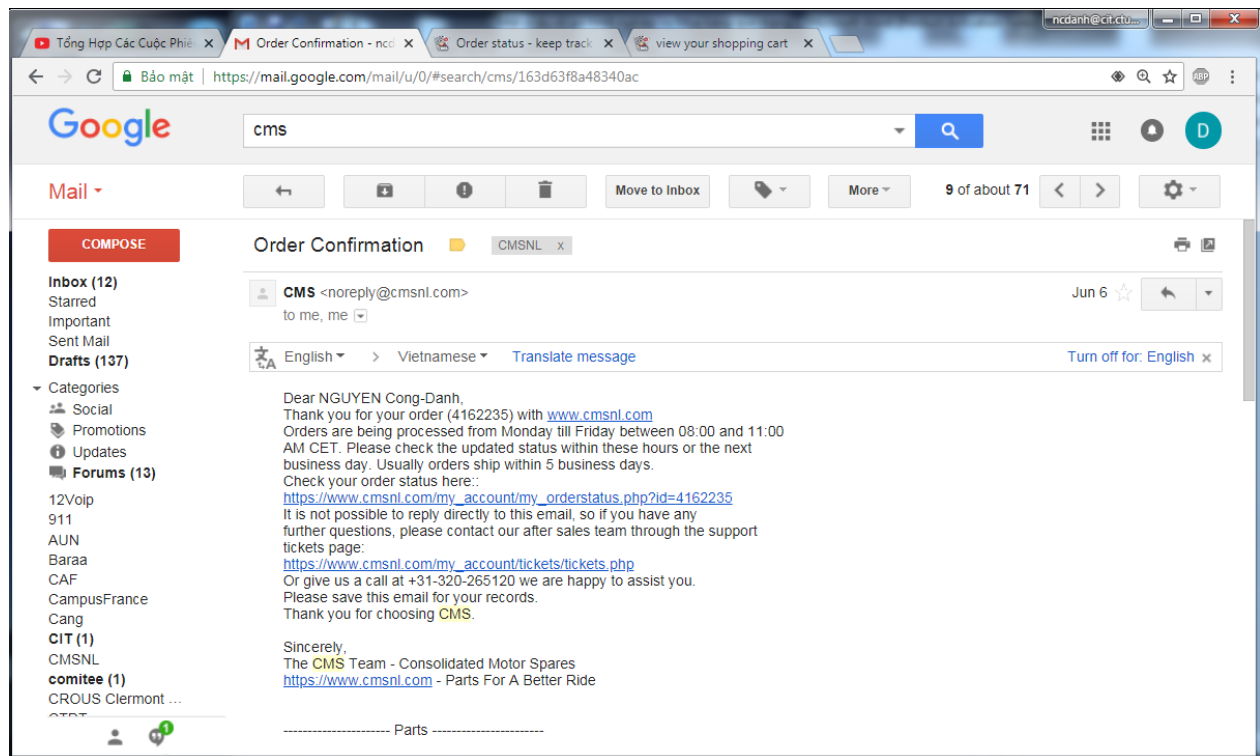 ncdanh@cit.ctu...
Tổng Hợp Các Cuộc Phiê
Order Confirmation - ncd
Order status - keep track
view your shopping cart
Bảo mật
https://mail.google.com/mail/u/0/#search/cms/163d63f8a48340ac
ABP
Google
cms
D
Mail
Move to Inbox
More
9 of about 71
COMPOSE
Order Confirmation
CMSNL x
Inbox (12)
Starred
Important
Sent Mail
Drafts (137)
Categories
Social
Promotions
Updates
Forums (13)
12Voip
911
AUN
Baraa
CAF
CampusFrance
Cang
CIT (1)
CMSNL
comitee (1)
CROUS Clermont ...
1
CMS <noreply@cmsnl.com>
Jun 6
to me, me
English > Vietnamese Translate message
Turn off for: English x
Dear NGUYEN Cong-Danh,
Thank you for your order (4162235) with www.cmsnl.com
Orders are being processed from Monday till Friday between 08:00 and 11:00
AM CET. Please check the updated status within these hours or the next
business day. Usually orders ship within 5 business days.
Check your order status here::
https://www.cmsnl.com/my_account/my_orderstatus.php?id=4162235
It is not possible to reply directly to this email, so if you have any
further questions, please contact our after sales team through the support
tickets page:
https://www.cmsnl.com/my_account/tickets/tickets.php
Or give us a call at +31-320-265120 we are happy to assist you.
Please save this email for your records.
Thank you for choosing CMS.
Sincerely,
The CMS Team - Consolidated Motor Spares
https://www.cmsnl.com - Parts For A Better Ride
---------------------- Parts -----------------------